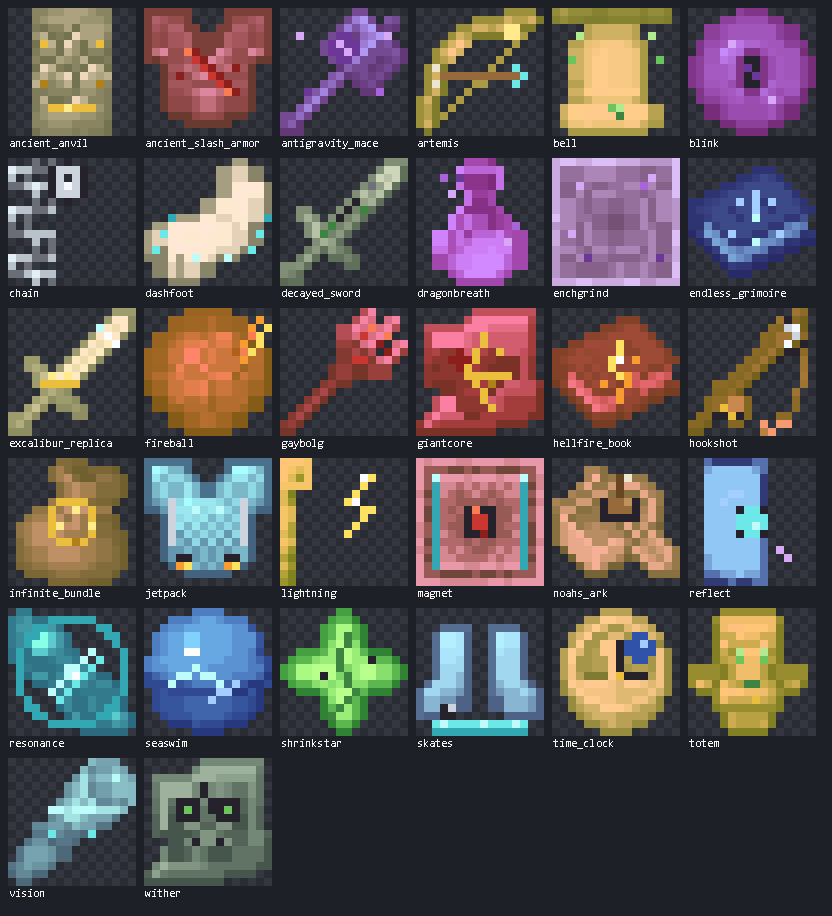 ancient_anvil
ancient_slash_armor
antigravity_mace
artemis
bell
blink
chain
dashfoot
decayed_sword
dragonbreath
enchgrind
endless_grimoire
excalibur_replica
fireball
gaybolg
giantcore
hellfire_book
hookshot
infinite_bundle
jetpack
lightning
magnet
noahs_ark
reflect
resonance
seaswim
shrinkstar
skates
time_clock
totem
vision
wither